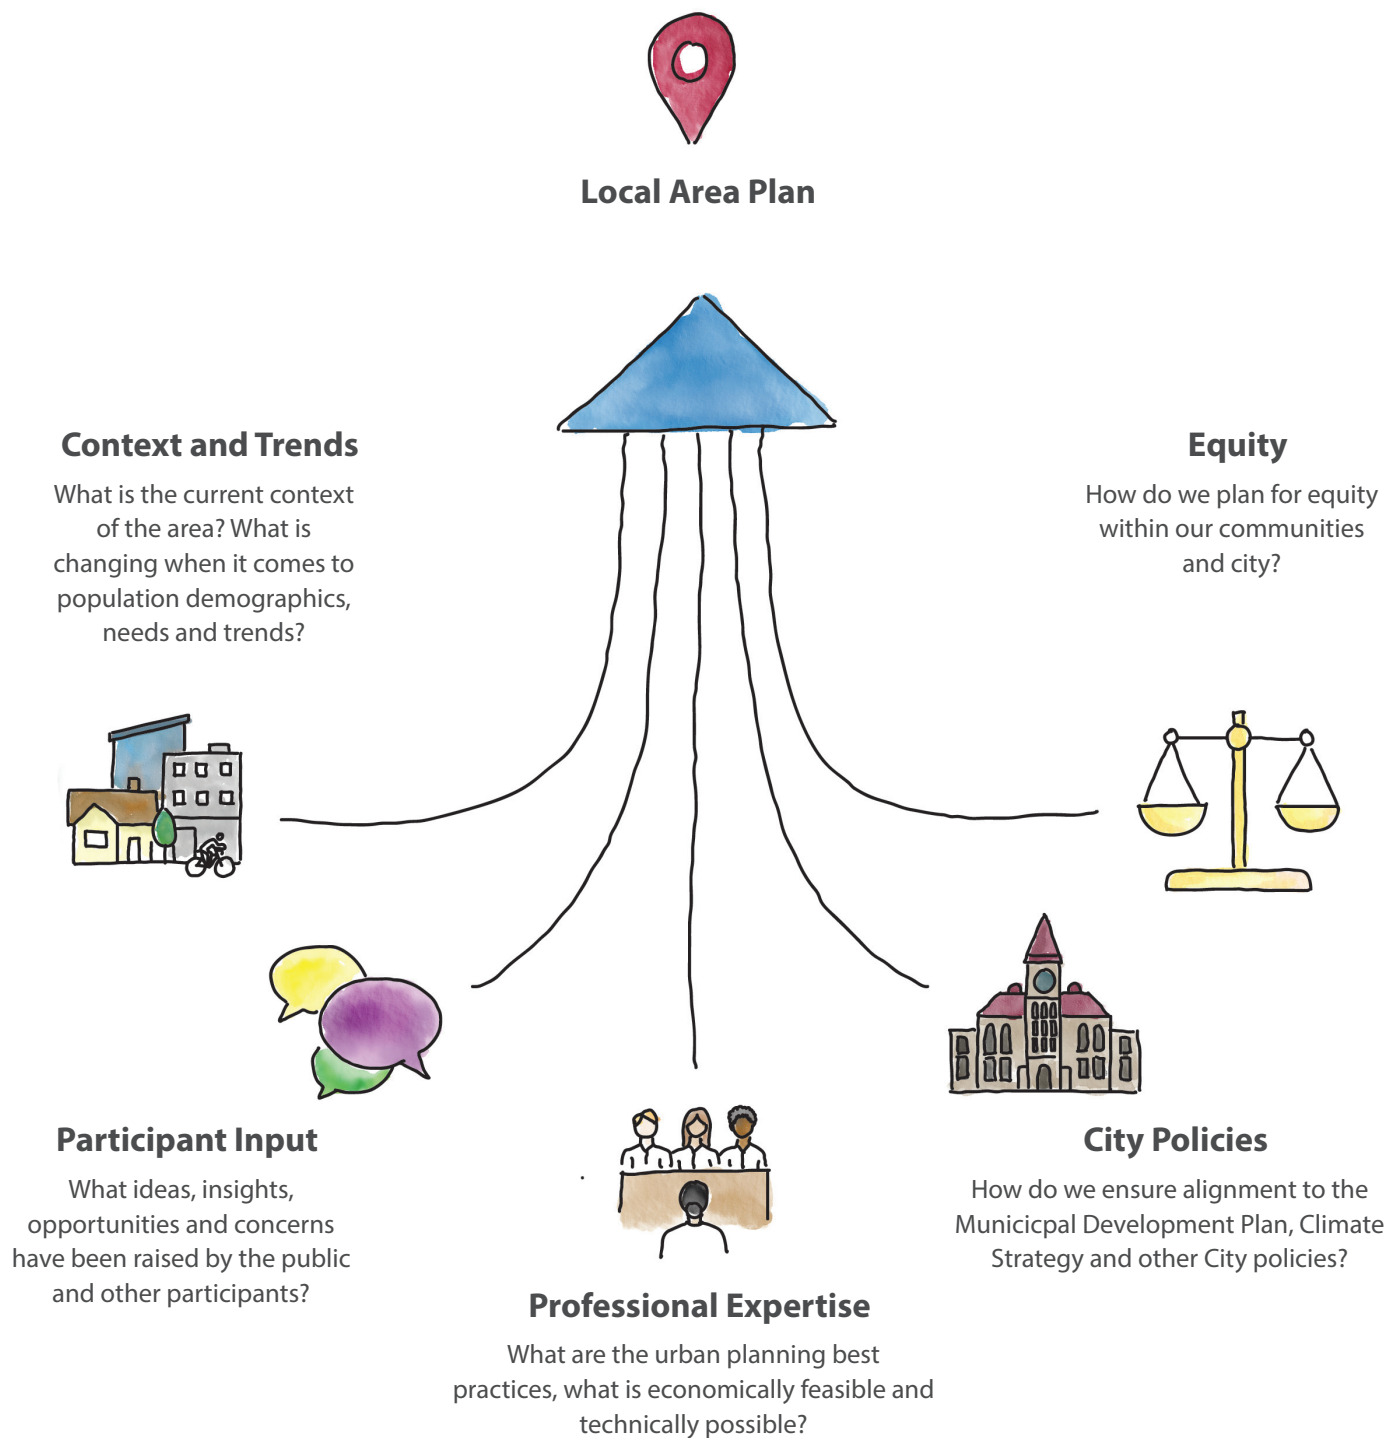 Local Area Plan
Context and Trends
What is the current context
of the area? What is
changing when it comes to
population demographics,
needs and trends?
Equity
How do we plan for equity
within our communities
and city?
Participant Input
What ideas, insights,
opportunities and concerns
have been raised by the public
and other participants?
City Policies
How do we ensure alignment to the
Municicpal Development Plan, Climate
Strategy and other City policies?
Professional Expertise
What are the urban planning best
practices, what is economically feasible and
technically possible?